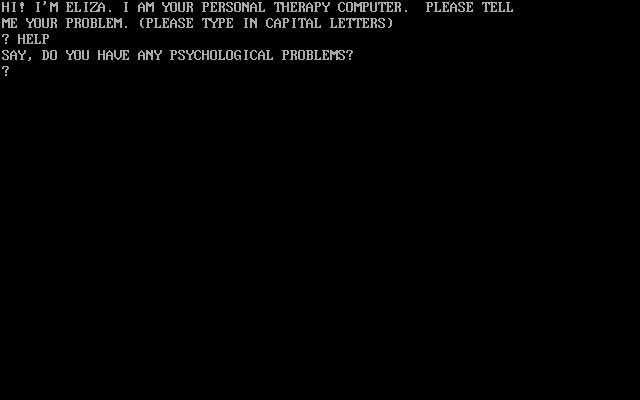 HI! I'M ELIZA. I AM YOUR PERSONAL THERAPY COMPUTER.  PLEASE TELL
ME YOUR PROBLEM. (PLEASE TYPE IN CAPITAL LETTERS)
? HELP
SAY, DO YOU HAVE ANY PSYCHOLOGICAL PROBLEMS?
?